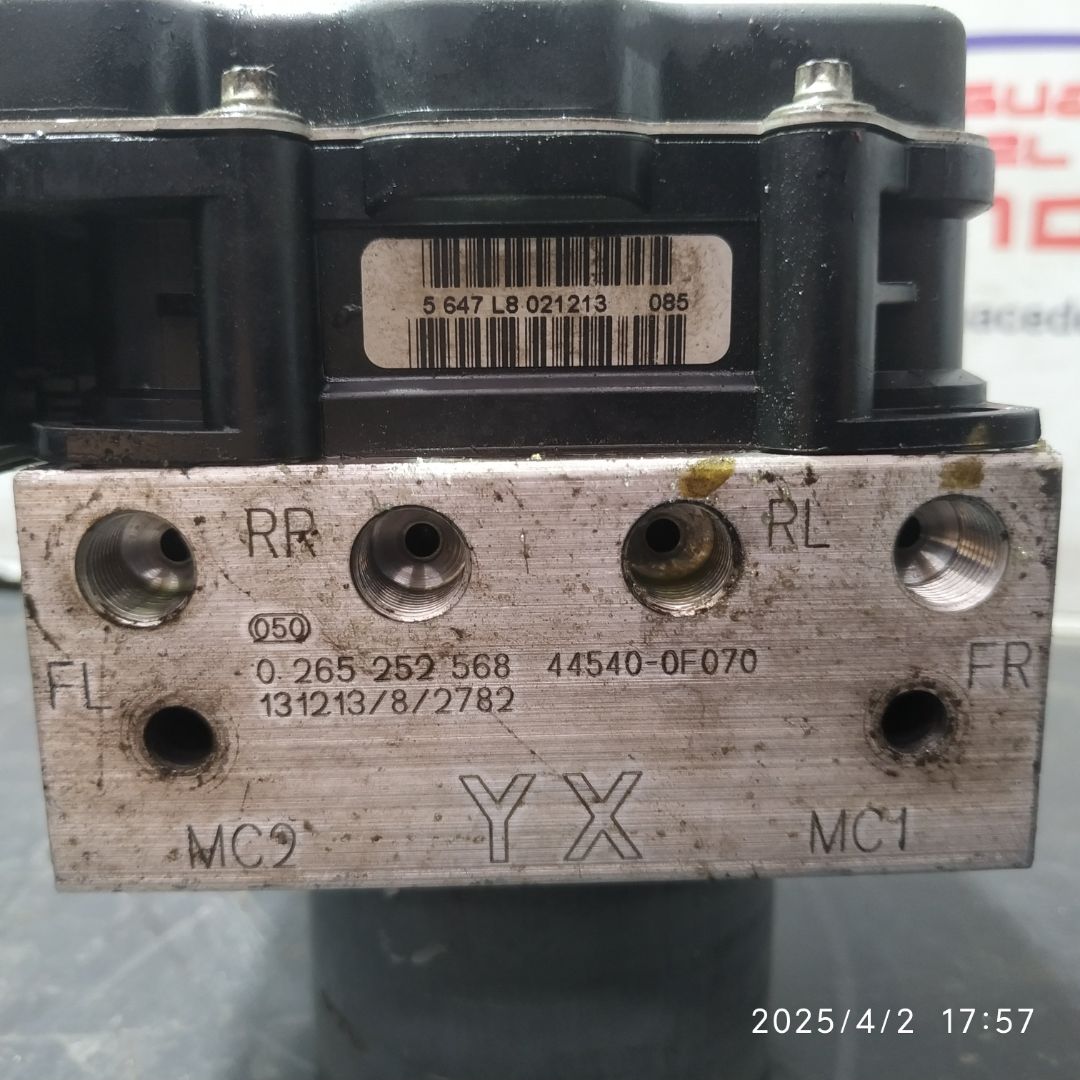 5 647 L8 021213 085
RR RL
050
FL FR
0 265 252 568 44540-0F070
131213/8/2782
YX
MC2 MC1
2025/4/2 17:57